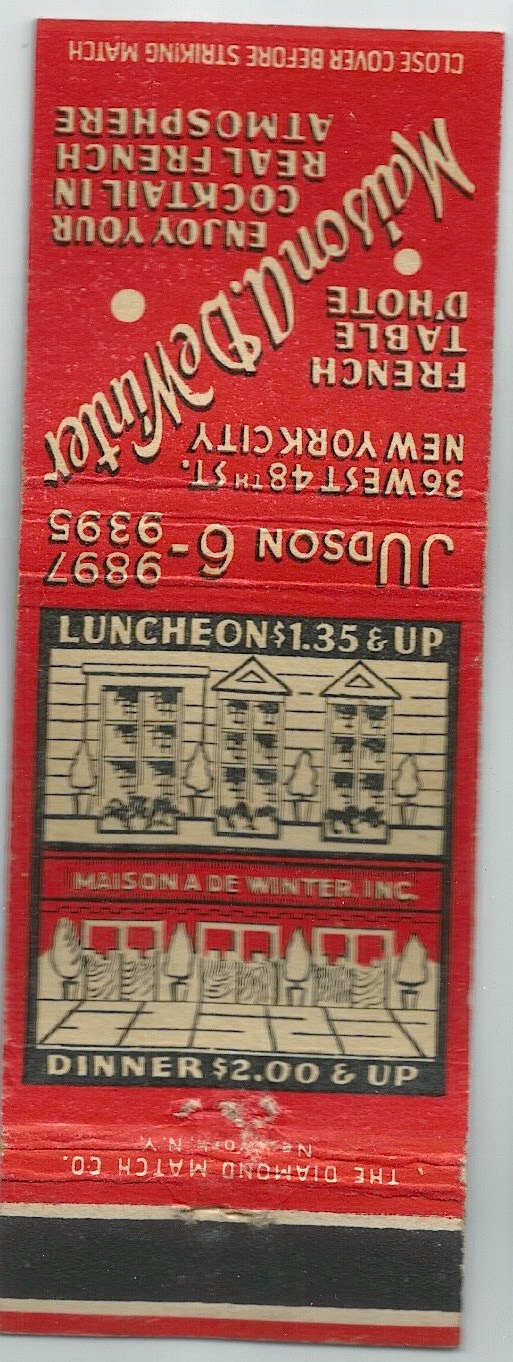 CLOSE COVER BEFORE STRIKING MATCH
ENJOY YOUR
COCKTAIL IN
REAL FRENCH
ATMOSPHERE
Maison A. De Winter
FRENCH
TABLE
D'HOTE
36 WEST 48TH ST.
NEW YORK CITY
JUDSON 6-9897
9395
LUNCHEON $1.35 & UP
MAISON A DE WINTER, INC.
DINNER $2.00 & UP
THE DIAMOND MATCH CO.
New York N.Y.